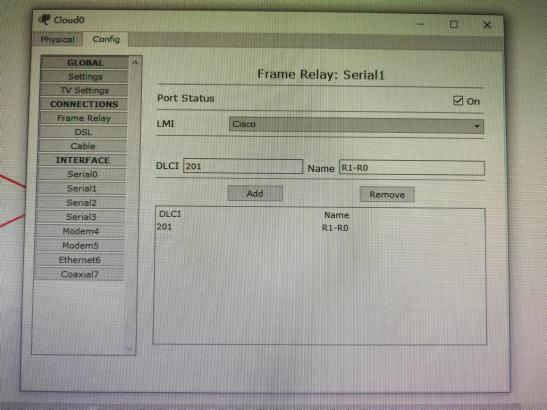 Cloud0
Physical Config
GLOBAL
Settings
TV Settings
CONNECTIONS
Frame Relay
DSL
Cable
INTERFACE
Serial0
Serial1
Serial2
Serial3
Modem4
Modem5
Ethernet6
Coaxial7
Frame Relay: Serial1
Port Status On
LMI Cisco
DLCI 201 Name R1-R0
Add Remove
DLCI Name
201 R1-R0